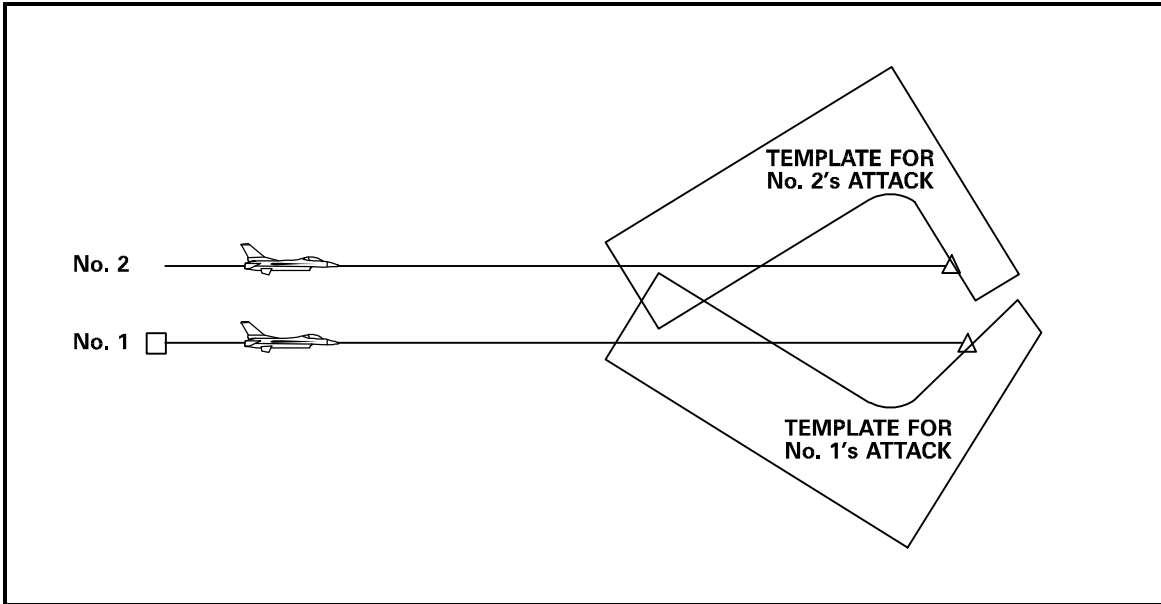 TEMPLATE FOR
No. 2's ATTACK
No. 2
No. 1
TEMPLATE FOR
No. 1's ATTACK